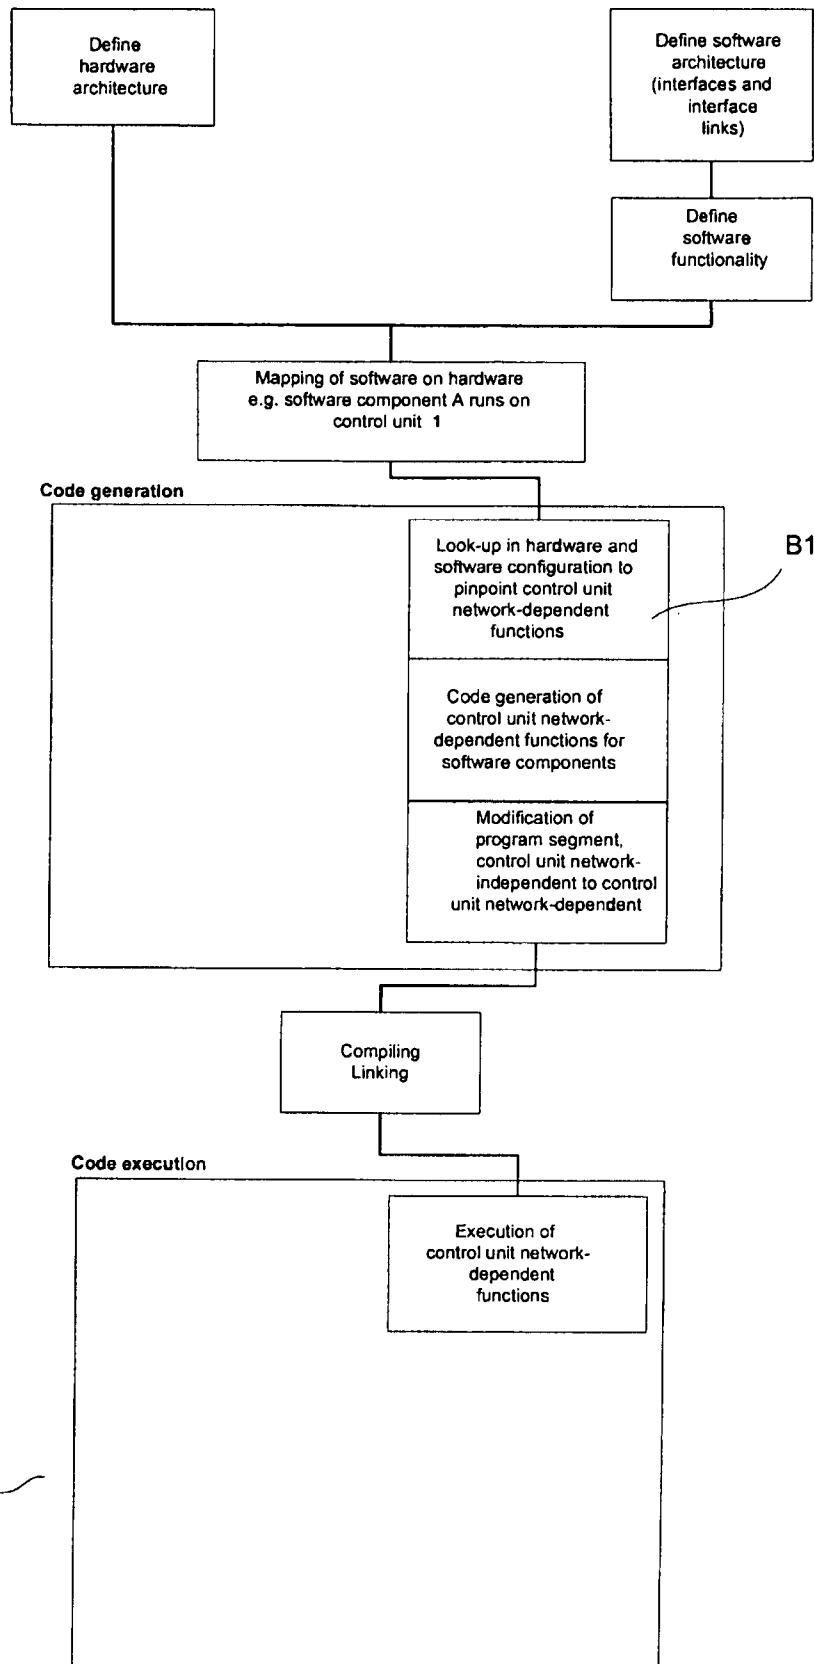 Define
hardware
architecture
Define software
architecture
(interfaces and
interface
links)
Define
software
functionality
Mapping of software on hardware
e.g. software component A runs on
control unit 1
Code generation
Look-up in hardware and
software configuration to
pinpoint control unit
network-dependent
functions
B1
Code generation of
control unit network-
dependent functions for
software components
Modification of
program segment,
control unit network-
independent to control
unit network-dependent
Compiling
Linking
Code execution
Execution of
control unit network-
dependent
functions